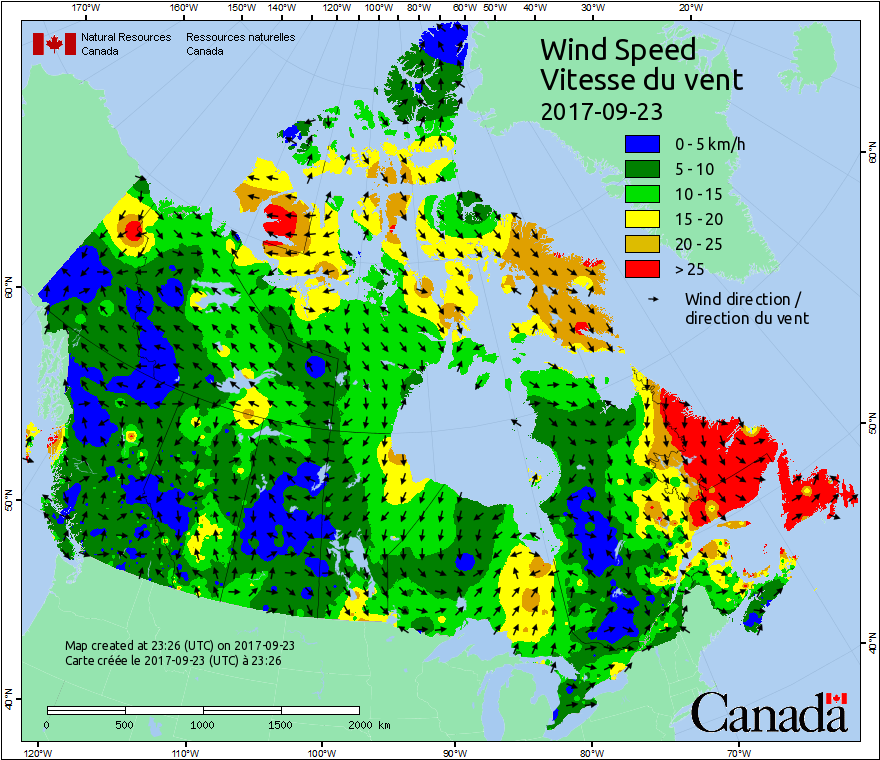 170°W 160°W 150°W 140°W 120°W 100°W 80°W 60°W 50°W 40°W 30°W 20°W
Natural Resources Ressources naturelles
Canada Canada
Wind Speed
Vitesse du vent
2017-09-23
0 - 5 km/h
5 - 10
10 - 15
15 - 20
20 - 25
> 25
Wind direction /
direction du vent
60°N
60°N
50°N
50°N
40°N
40°N
Map created at 23:26 (UTC) on 2017-09-23
Carte créée le 2017-09-23 (UTC) à 23:26
0 500 1000 1500 2000 km
Canada
120°W 110°W 100°W 90°W 80°W 70°W